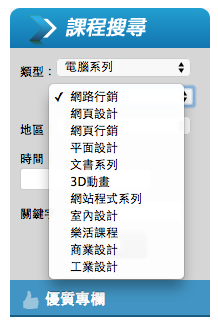 課程搜尋
類型：
電腦系列
✓ 網路行銷
網頁設計
網頁行銷
平面設計
文書系列
3D動畫
網站程式系列
室內設計
樂活課程
商業設計
工業設計
地區
時間
關鍵字
優質專欄